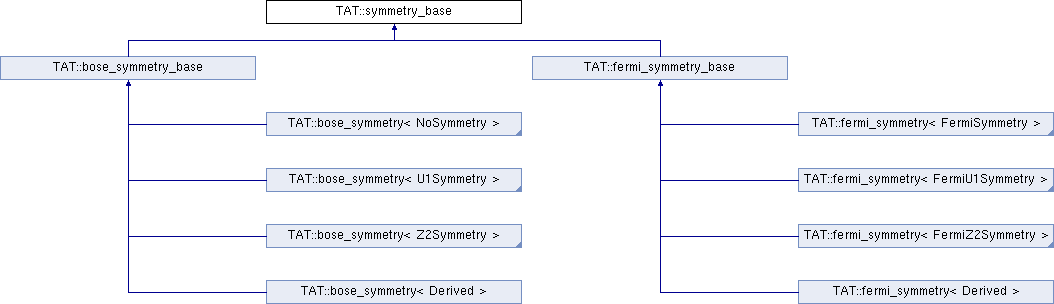 TAT::symmetry_base
TAT::bose_symmetry_base
TAT::fermi_symmetry_base
TAT::bose_symmetry< NoSymmetry >
TAT::fermi_symmetry< FermiSymmetry >
TAT::bose_symmetry< U1Symmetry >
TAT::fermi_symmetry< FermiU1Symmetry >
TAT::bose_symmetry< Z2Symmetry >
TAT::fermi_symmetry< FermiZ2Symmetry >
TAT::bose_symmetry< Derived >
TAT::fermi_symmetry< Derived >